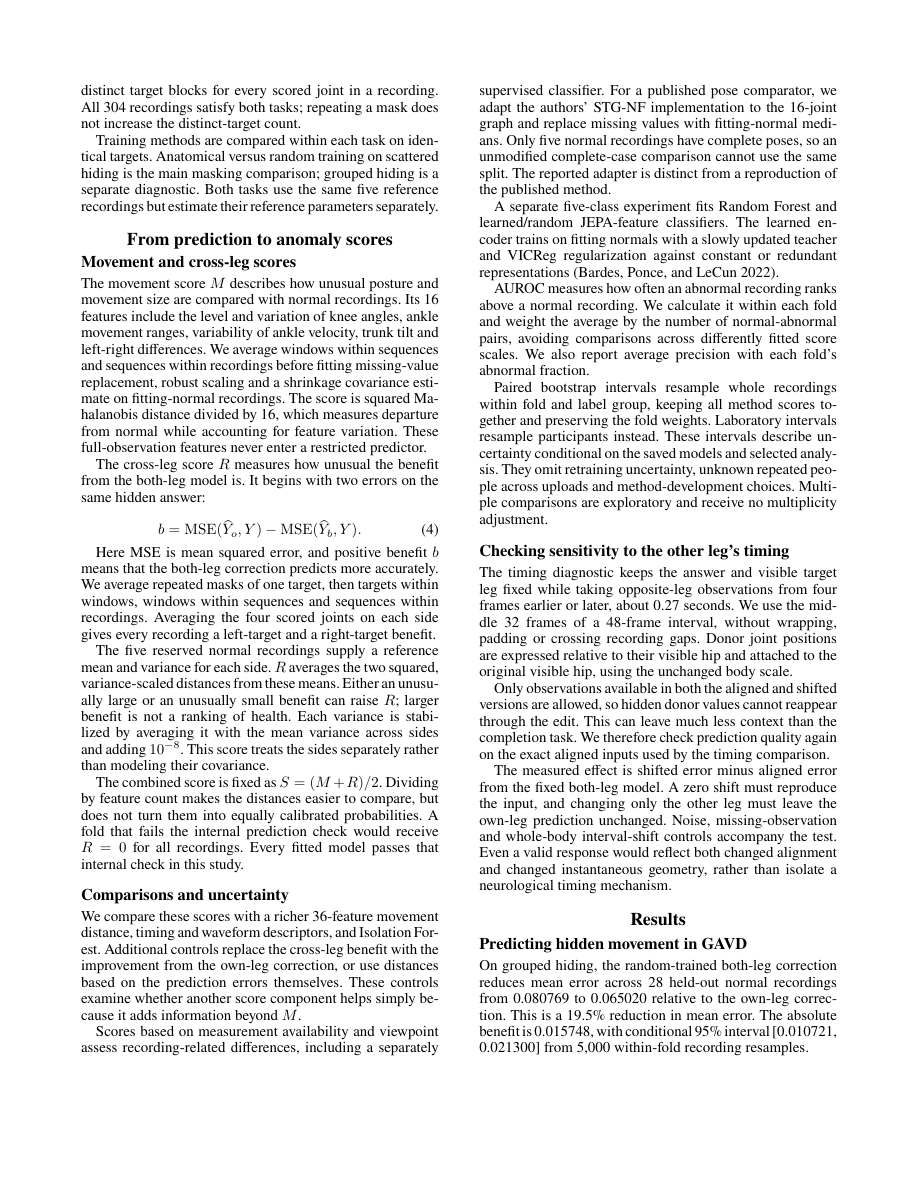 distinct target blocks for every scored joint in a recording.
All 304 recordings satisfy both tasks; repeating a mask does
not increase the distinct-target count.
Training methods are compared within each task on iden-
tical targets. Anatomical versus random training on scattered
hiding is the main masking comparison; grouped hiding is a
separate diagnostic. Both tasks use the same five reference
recordings but estimate their reference parameters separately.
From prediction to anomaly scores
Movement and cross-leg scores
The movement score M describes how unusual posture and
movement size are compared with normal recordings. Its 16
features include the level and variation of knee angles, ankle
movement ranges, variability of ankle velocity, trunk tilt and
left-right differences. We average windows within sequences
and sequences within recordings before fitting missing-value
replacement, robust scaling and a shrinkage covariance esti-
mate on fitting-normal recordings. The score is squared Ma-
halanobis distance divided by 16, which measures departure
from normal while accounting for feature variation. These
full-observation features never enter a restricted predictor.
The cross-leg score R measures how unusual the benefit
from the both-leg model is. It begins with two errors on the
same hidden answer:
b = MSE(Ŷo, Y) − MSE(Ŷb, Y). (4)
Here MSE is mean squared error, and positive benefit b
means that the both-leg correction predicts more accurately.
We average repeated masks of one target, then targets within
windows, windows within sequences and sequences within
recordings. Averaging the four scored joints on each side
gives every recording a left-target and a right-target benefit.
The five reserved normal recordings supply a reference
mean and variance for each side. R averages the two squared,
variance-scaled distances from these means. Either an unusu-
ally large or an unusually small benefit can raise R; larger
benefit is not a ranking of health. Each variance is stabi-
lized by averaging it with the mean variance across sides
and adding 10⁻⁸. This score treats the sides separately rather
than modeling their covariance.
The combined score is fixed as S = (M + R)/2. Dividing
by feature count makes the distances easier to compare, but
does not turn them into equally calibrated probabilities. A
fold that fails the internal prediction check would receive
R = 0 for all recordings. Every fitted model passes that
internal check in this study.
Comparisons and uncertainty
We compare these scores with a richer 36-feature movement
distance, timing and waveform descriptors, and Isolation For-
est. Additional controls replace the cross-leg benefit with the
improvement from the own-leg correction, or use distances
based on the prediction errors themselves. These controls
examine whether another score component helps simply be-
cause it adds information beyond M.
Scores based on measurement availability and viewpoint
assess recording-related differences, including a separately
supervised classifier. For a published pose comparator, we
adapt the authors' STG-NF implementation to the 16-joint
graph and replace missing values with fitting-normal medi-
ans. Only five normal recordings have complete poses, so an
unmodified complete-case comparison cannot use the same
split. The reported adapter is distinct from a reproduction of
the published method.
A separate five-class experiment fits Random Forest and
learned/random JEPA-feature classifiers. The learned en-
coder trains on fitting normals with a slowly updated teacher
and VICReg regularization against constant or redundant
representations (Bardes, Ponce, and LeCun 2022).
AUROC measures how often an abnormal recording ranks
above a normal recording. We calculate it within each fold
and weight the average by the number of normal-abnormal
pairs, avoiding comparisons across differently fitted score
scales. We also report average precision with each fold's
abnormal fraction.
Paired bootstrap intervals resample whole recordings
within fold and label group, keeping all method scores to-
gether and preserving the fold weights. Laboratory intervals
resample participants instead. These intervals describe un-
certainty conditional on the saved models and selected analy-
sis. They omit retraining uncertainty, unknown repeated peo-
ple across uploads and method-development choices. Multi-
ple comparisons are exploratory and receive no multiplicity
adjustment.
Checking sensitivity to the other leg's timing
The timing diagnostic keeps the answer and visible target
leg fixed while taking opposite-leg observations from four
frames earlier or later, about 0.27 seconds. We use the mid-
dle 32 frames of a 48-frame interval, without wrapping,
padding or crossing recording gaps. Donor joint positions
are expressed relative to their visible hip and attached to the
original visible hip, using the unchanged body scale.
Only observations available in both the aligned and shifted
versions are allowed, so hidden donor values cannot reappear
through the edit. This can leave much less context than the
completion task. We therefore check prediction quality again
on the exact aligned inputs used by the timing comparison.
The measured effect is shifted error minus aligned error
from the fixed both-leg model. A zero shift must reproduce
the input, and changing only the other leg must leave the
own-leg prediction unchanged. Noise, missing-observation
and whole-body interval-shift controls accompany the test.
Even a valid response would reflect both changed alignment
and changed instantaneous geometry, rather than isolate a
neurological timing mechanism.
Results
Predicting hidden movement in GAVD
On grouped hiding, the random-trained both-leg correction
reduces mean error across 28 held-out normal recordings
from 0.080769 to 0.065020 relative to the own-leg correc-
tion. This is a 19.5% reduction in mean error. The absolute
benefit is 0.015748, with conditional 95% interval [0.010721,
0.021300] from 5,000 within-fold recording resamples.